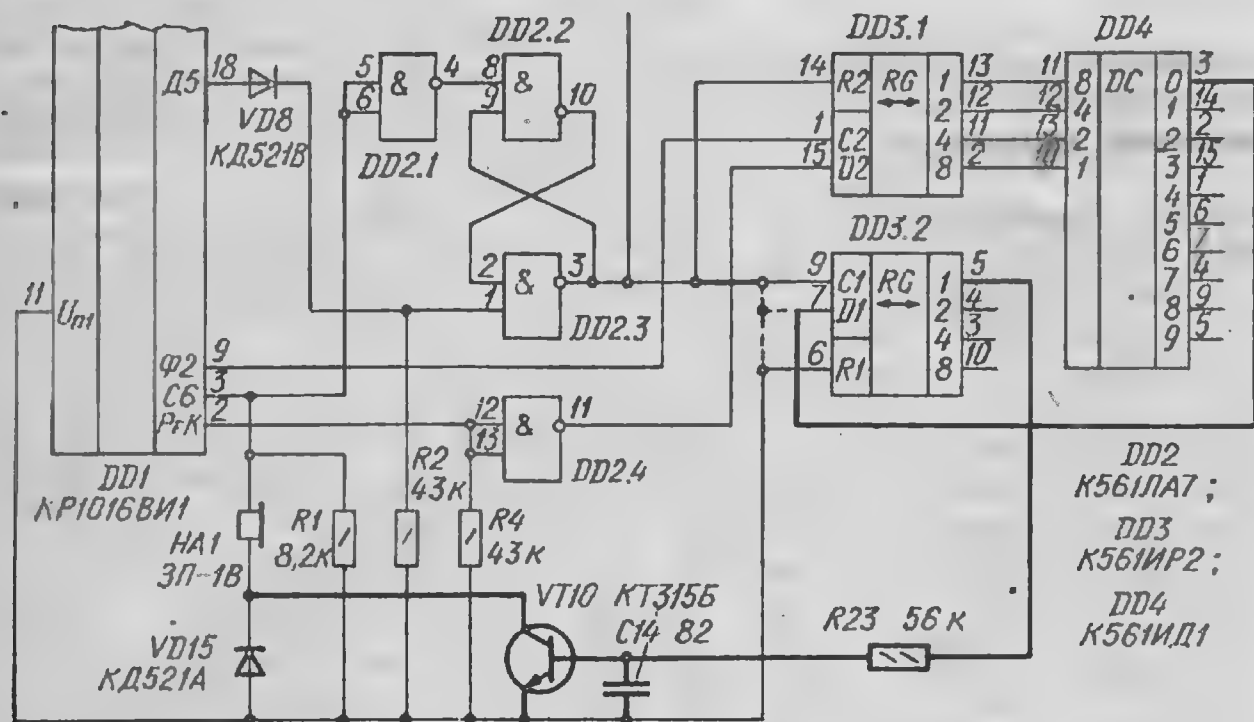 DD2.2
DD3.1
DD4
Д5
18
VD8
КД521В
5
6
&
4
DD2.1
8
9
&
10
14
R2
RG
1
13
11
8
DC
0
3
2
12
12
4
1
14
1
C2
4
11
13
2
2
2
15
D2
8
2
10
1
3
15
4
1
5
6
6
7
7
4
8
9
9
5
DD3.2
2
1
&
3
DD2.3
9
C1
RG
1
5
7
D1
2
4
4
3
6
R1
8
10
11
Uп1
Ф2
9
С6
3
РгК
2
12
13
&
11
DD2.4
DD1
КР1016ВИ1
HA1
ЗП-1В
R1
8,2к
R2
43к
R4
43к
VD15
КД521А
VT10 КТ315Б
C14 82
R23 56 к
DD2
К561ЛА7;
DD3
К561ИР2;
DD4
К561ИД1